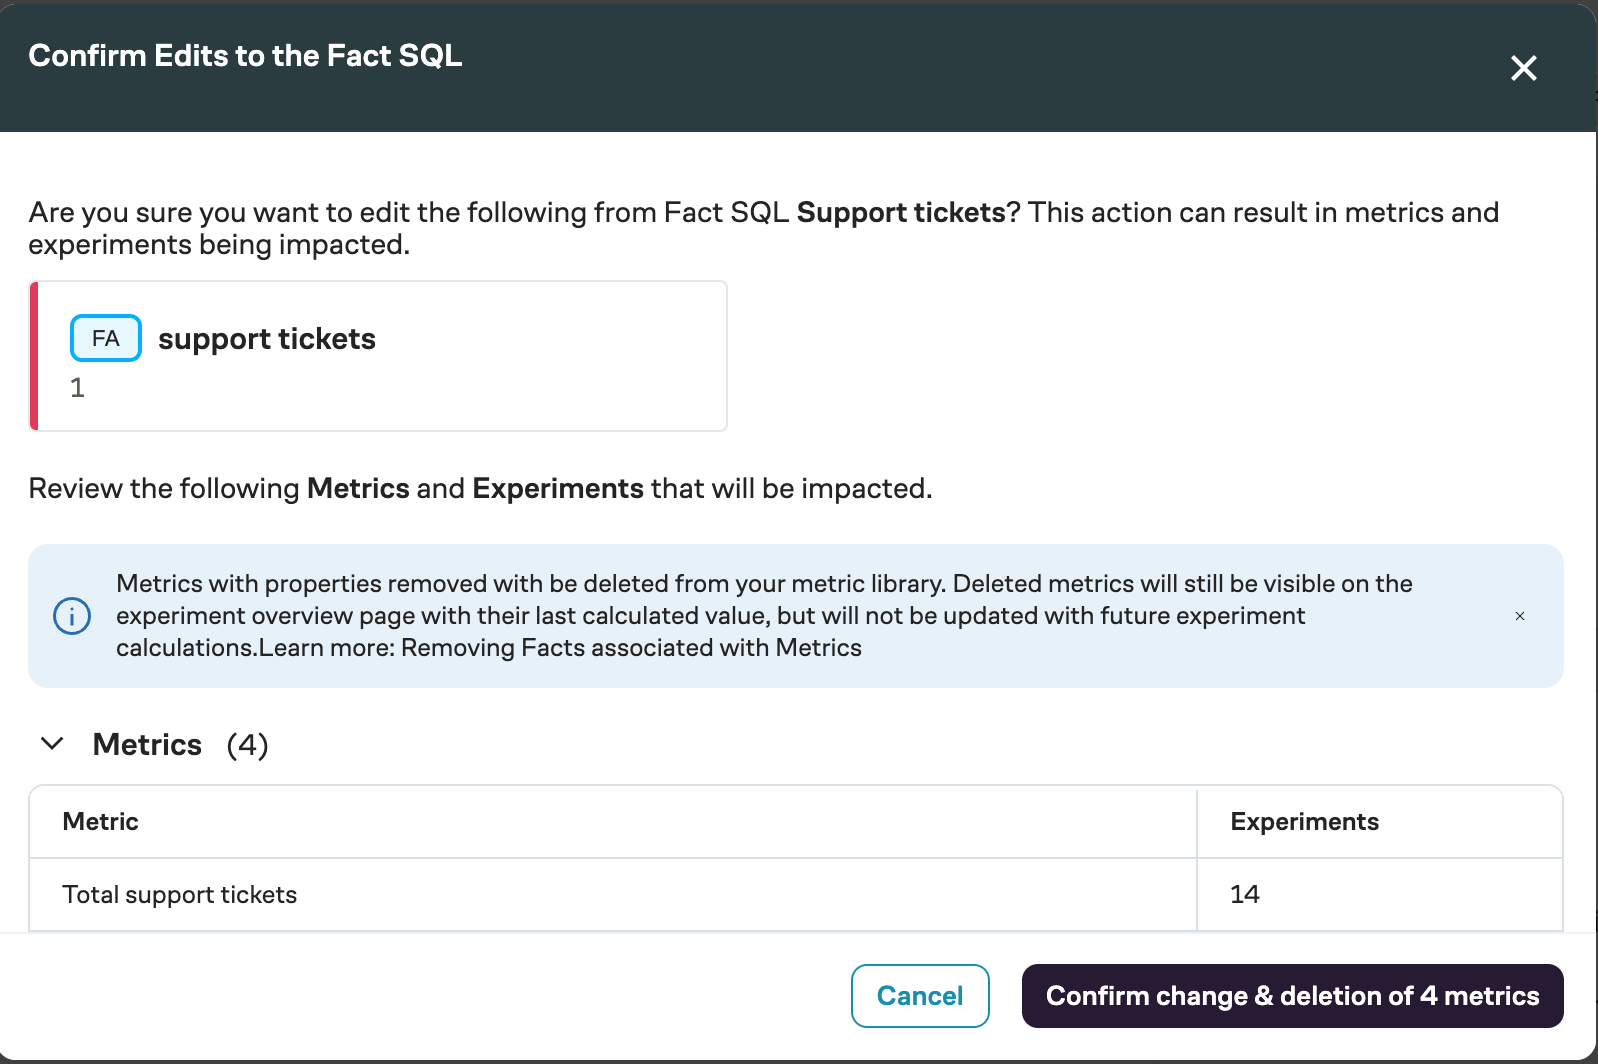 Confirm Edits to the Fact SQL
Are you sure you want to edit the following from Fact SQL Support tickets? This action can result in metrics and
experiments being impacted.
FA support tickets
1
Review the following Metrics and Experiments that will be impacted.
Metrics with properties removed with be deleted from your metric library. Deleted metrics will still be visible on the
experiment overview page with their last calculated value, but will not be updated with future experiment
calculations.Learn more: Removing Facts associated with Metrics
Metrics (4)
Metric Experiments
Total support tickets 14
Cancel Confirm change & deletion of 4 metrics